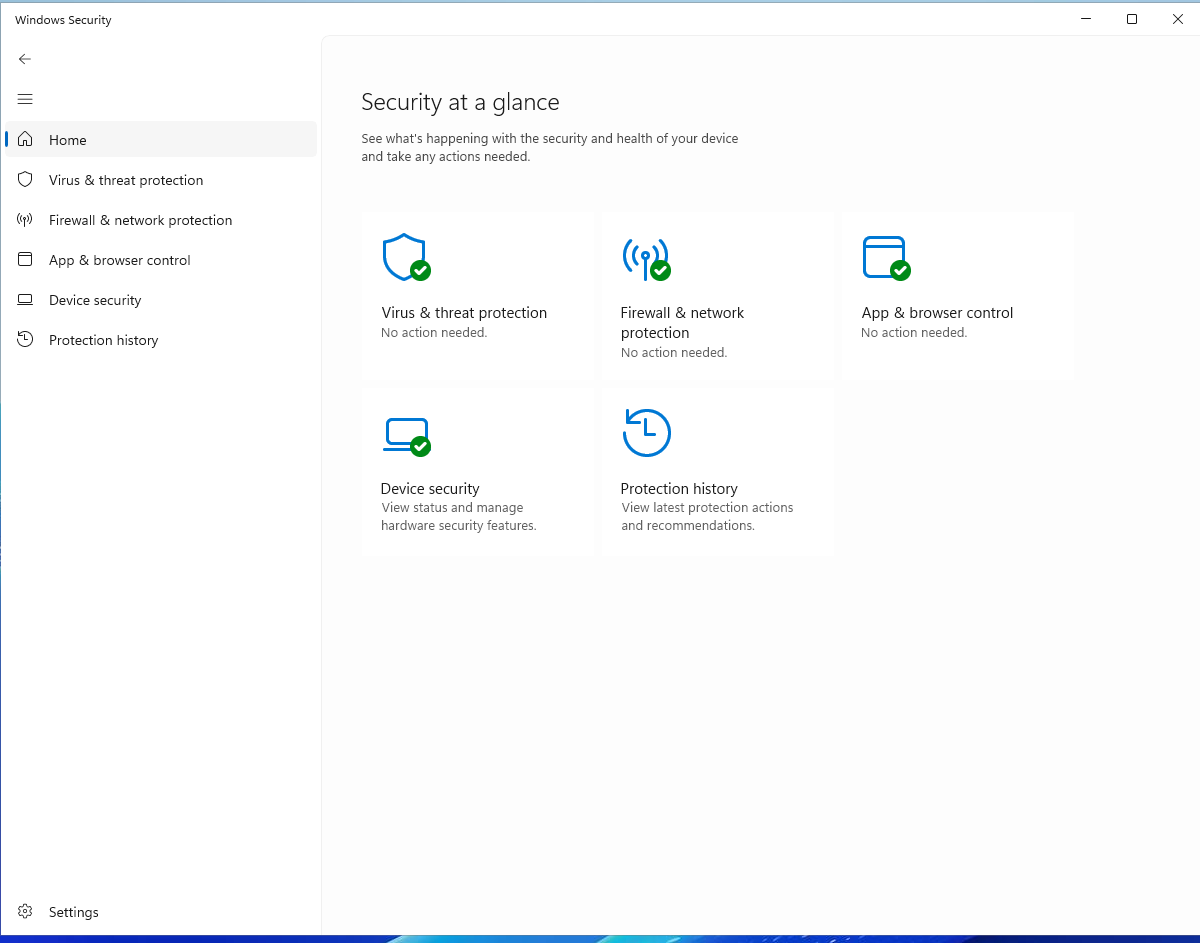 Windows Security
Home
Virus & threat protection
Firewall & network protection
App & browser control
Device security
Protection history
Settings
Security at a glance
See what's happening with the security and health of your device
and take any actions needed.
Virus & threat protection
No action needed.
Firewall & network
protection
No action needed.
App & browser control
No action needed.
Device security
View status and manage
hardware security features.
Protection history
View latest protection actions
and recommendations.